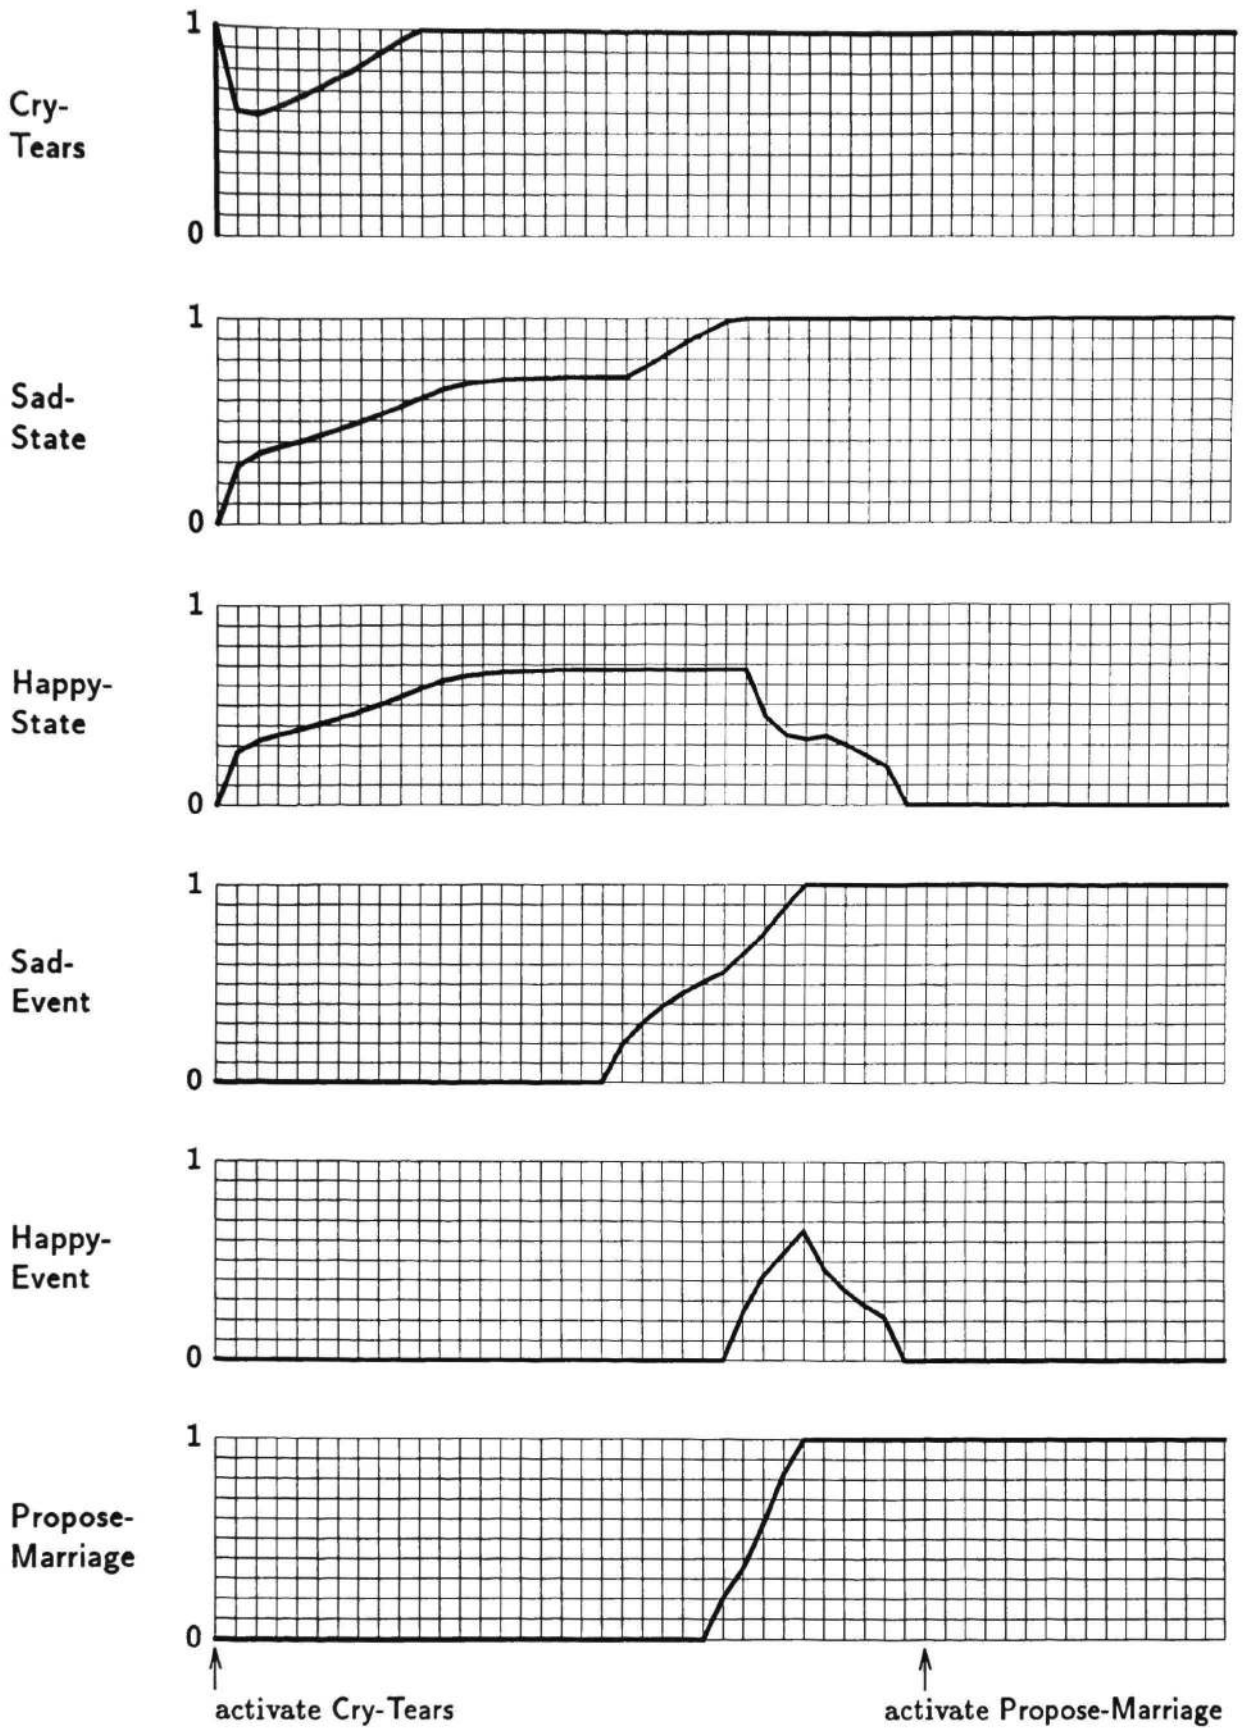 1
Cry-
Tears
0
1
Sad-
State
0
1
Happy-
State
0
1
Sad-
Event
0
1
Happy-
Event
0
1
Propose-
Marriage
0
activate Cry-Tears
activate Propose-Marriage